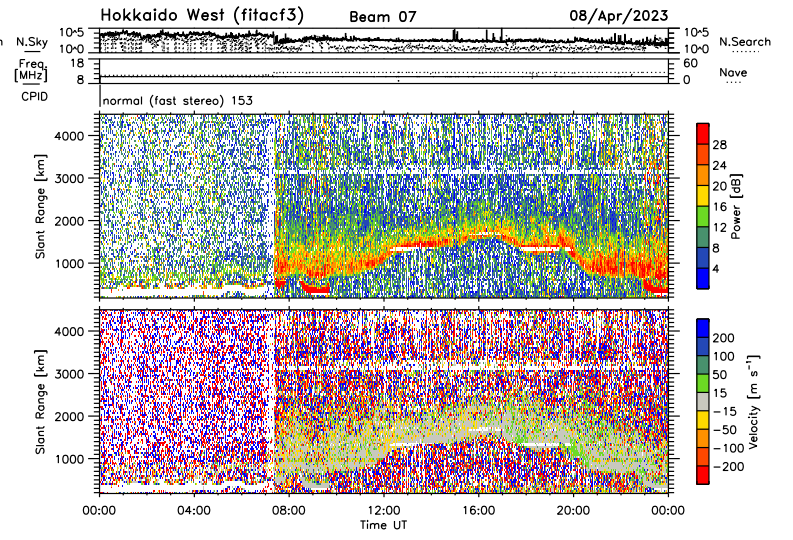 Hokkaido West (fitacf3) Beam 07 08/Apr/2023
n N.Sky 10^5 10^5 N.Search
10^0 10^0
Freq. 18 60 Nave
[MHz] 8 0
CPID normal (fast stereo) 153
Slant Range [km]
4000
3000
2000
1000
28
24
20
16
12
8
4
Power [dB]
Slant Range [km]
4000
3000
2000
1000
200
100
50
15
-15
-50
-100
-200
Velocity [m s⁻¹]
00:00 04:00 08:00 12:00 16:00 20:00 00:00
Time UT